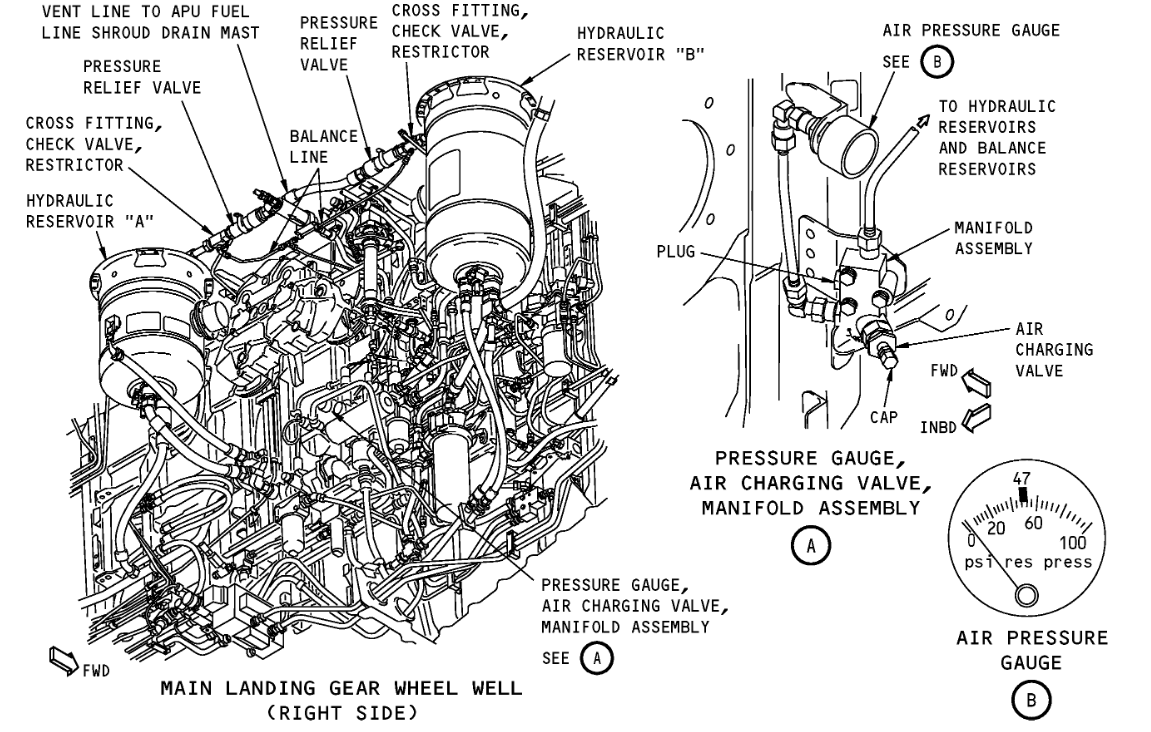 VENT LINE TO APU FUEL
LINE SHROUD DRAIN MAST
PRESSURE
RELIEF VALVE
CROSS FITTING,
CHECK VALVE,
RESTRICTOR
HYDRAULIC
RESERVOIR "A"
BALANCE
LINE
PRESSURE
RELIEF
VALVE
CROSS FITTING,
CHECK VALVE,
RESTRICTOR
HYDRAULIC
RESERVOIR "B"
PRESSURE GAUGE,
AIR CHARGING VALVE,
MANIFOLD ASSEMBLY
SEE A
FWD
MAIN LANDING GEAR WHEEL WELL
(RIGHT SIDE)
AIR PRESSURE GAUGE
SEE B
TO HYDRAULIC
RESERVOIRS
AND BALANCE
RESERVOIRS
PLUG
MANIFOLD
ASSEMBLY
AIR
CHARGING
VALVE
FWD
CAP
INBD
PRESSURE GAUGE,
AIR CHARGING VALVE,
MANIFOLD ASSEMBLY
A
47
0 20 60 100
psi res press
AIR PRESSURE
GAUGE
B